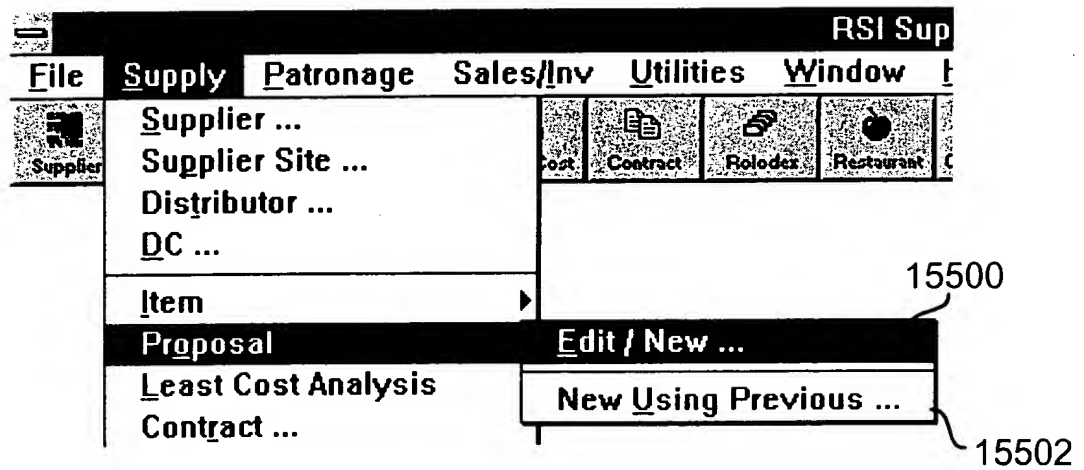 RSI Sup
File Supply Patronage Sales/Inv Utilities Window
Supplier Cost Contract Rolodex Restaurant
Supplier ...
Supplier Site ...
Distributor ...
DC ...
Item
Proposal
Least Cost Analysis
Contract ...
15500
Edit / New ...
New Using Previous ...
15502